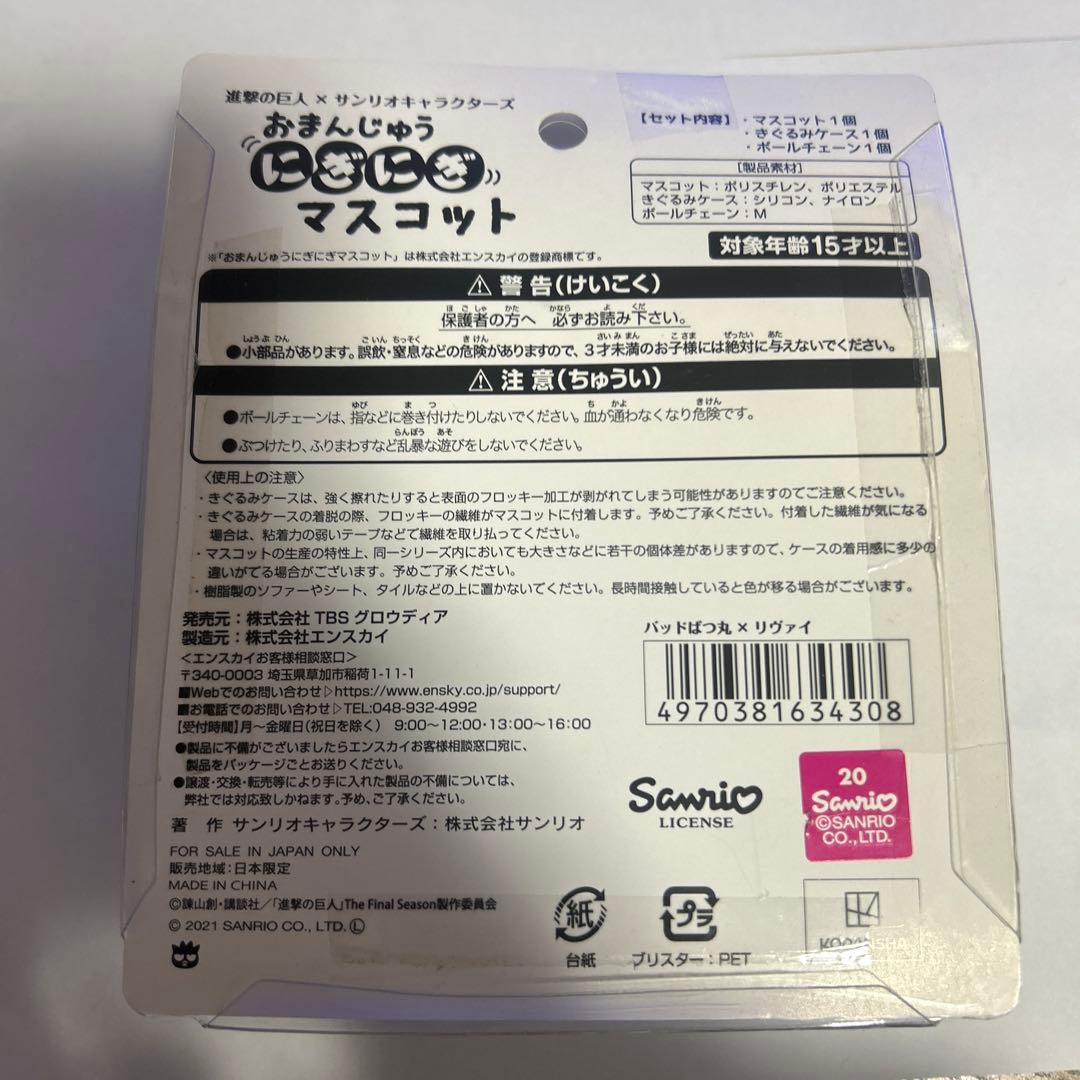 進撃の巨人×サンリオキャラクターズ
おまんじゅう
にぎにぎ
マスコット
※「おまんじゅうにぎにぎマスコット」は株式会社エンスカイの登録商標です。
【セット内容】・マスコット1個
・きぐるみケース1個
・ボールチェーン1個
[製品素材]
マスコット：ポリスチレン、ポリエステル
きぐるみケース：シリコン、ナイロン
ボールチェーン：M
対象年齢15才以上
⚠警告(けいこく)
保護者の方へ 必ずお読み下さい。
●小部品があります。誤飲・窒息などの危険がありますので、3才未満のお子様には絶対に与えないでください。
⚠注意(ちゅうい)
●ボールチェーンは、指などに巻き付けたりしないでください。血が通わなくなり危険です。
●ぶつけたり、ふりまわすなど乱暴な遊びをしないでください。
〈使用上の注意〉
・きぐるみケースは、強く擦れたりすると表面のフロッキー加工が剥がれてしまう可能性がありますのでご注意ください。
・きぐるみケースの着脱の際、フロッキーの繊維がマスコットに付着します。予めご了承ください。付着した繊維が気になる
場合は、粘着力の弱いテープなどで繊維を取り払ってください。
・マスコットの生産の特性上、同一シリーズ内においても大きさなどに若干の個体差がありますので、ケースの着用感に多少の
違いがでる場合がございます。予めご了承ください。
・樹脂製のソファーやシート、タイルなどの上に置かないでください。長時間接触していると色が移る場合がございます。
発売元：株式会社 TBS グロウディア
製造元：株式会社エンスカイ
＜エンスカイお客様相談窓口＞
〒340-0003 埼玉県草加市稲荷1-11-1
■Webでのお問い合わせ▷https://www.ensky.co.jp/support/
■お電話でのお問い合わせ▷TEL:048-932-4992
【受付時間】月～金曜日(祝日を除く) 9:00～12:00・13:00～16:00
●製品に不備がございましたらエンスカイお客様相談窓口宛に、
製品をパッケージごとお送りください。
●譲渡・交換・転売等により手に入れた製品の不備については、
弊社では対応致しかねます。予め、ご了承ください。
著 作 サンリオキャラクターズ：株式会社サンリオ
FOR SALE IN JAPAN ONLY
販売地域：日本限定
MADE IN CHINA
©諫山創・講談社/「進撃の巨人」The Final Season製作委員会
© 2021 SANRIO CO., LTD. Ⓛ
バッドばつ丸×リヴァイ
4970381634308
Sanrio
LICENSE
20
Sanrio
©SANRIO
CO., LTD.
紙
台紙
プラ
ブリスター：PET
KODANSHA